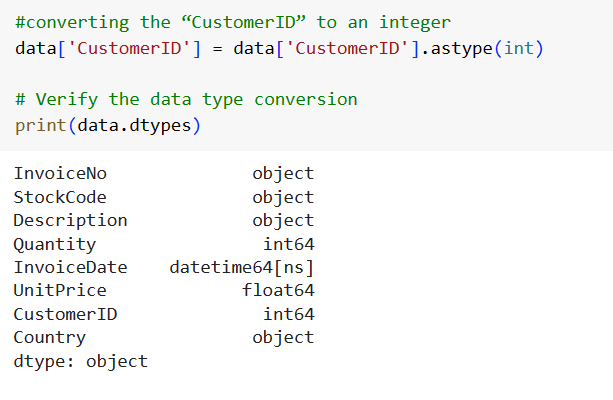 #converting the “CustomerID” to an integer
data['CustomerID'] = data['CustomerID'].astype(int)
# Verify the data type conversion
print(data.dtypes)
InvoiceNo object
StockCode object
Description object
Quantity int64
InvoiceDate datetime64[ns]
UnitPrice float64
CustomerID int64
Country object
dtype: object